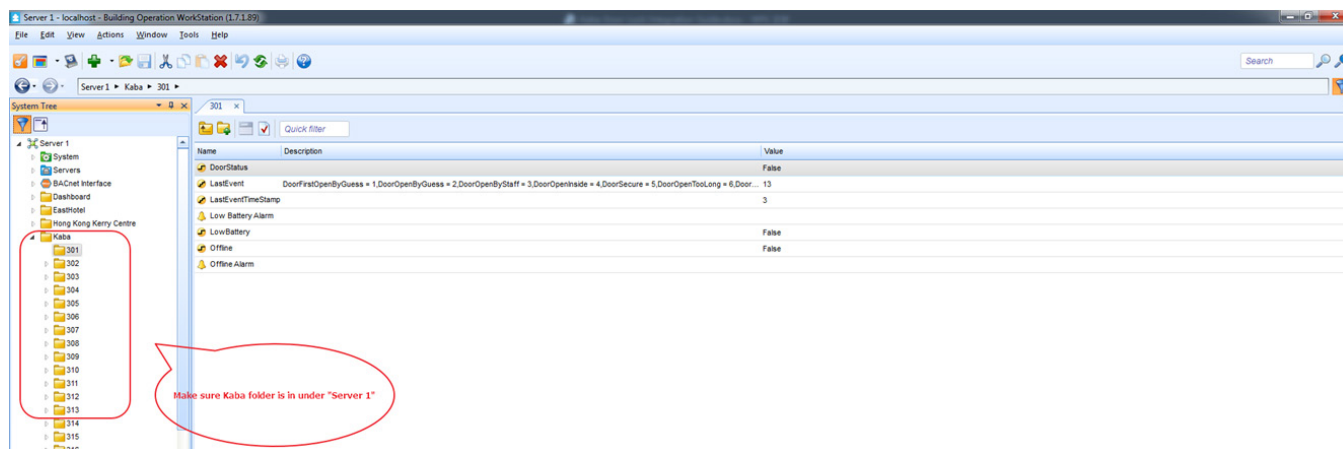 Server 1 - localhost - Building Operation WorkStation (1.7.1.89)
File Edit View Actions Window Tools Help
Search
Server 1 ► Kaba ► 301 ►
System Tree
301
Quick filter
Server 1
System
Servers
BACnet Interface
Dashboard
EastHotel
Hong Kong Kerry Centre
Kaba
301
302
303
304
305
306
307
308
309
310
311
312
313
314
315
Name Description Value
DoorStatus False
LastEvent DoorFirstOpenByGuess = 1,DoorOpenByGuess = 2,DoorOpenByStaff = 3,DoorOpenInside = 4,DoorSecure = 5,DoorOpenTooLong = 6,Door... 13
LastEventTimeStamp 3
Low Battery Alarm
LowBattery False
Offline False
Offline Alarm
Make sure Kaba folder is in under "Server 1"